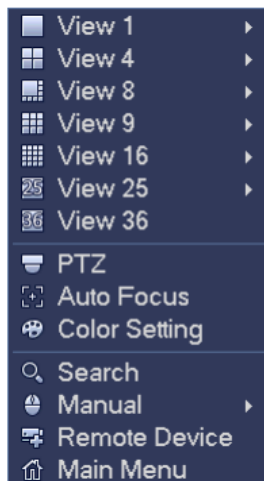 View 1
View 4
View 8
View 9
View 16
25 View 25
36 View 36
PTZ
Auto Focus
Color Setting
Search
Manual
Remote Device
Main Menu